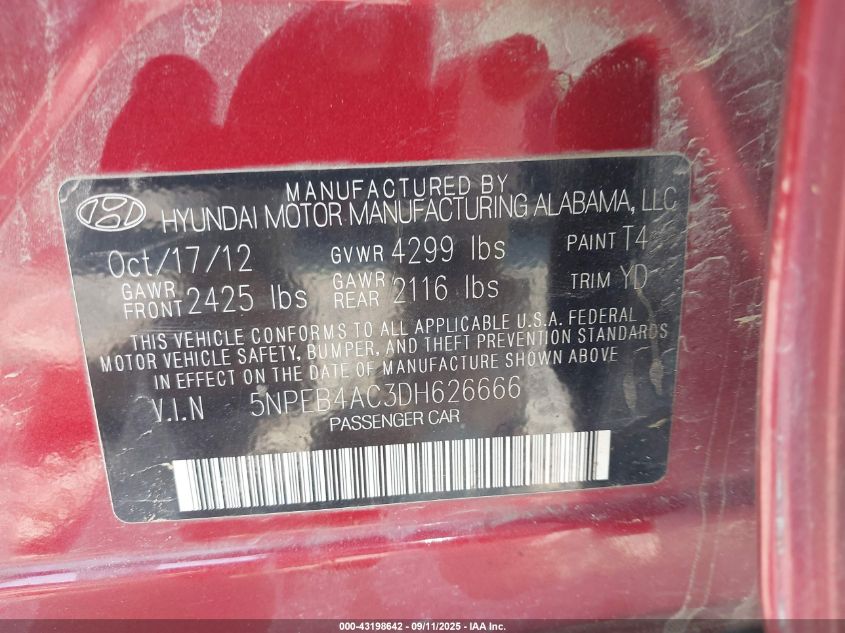 MANUFACTURED BY
HYUNDAI MOTOR MANUFACTURING ALABAMA, LLC
Oct/17/12 GVWR 4299 lbs PAINT T4
GAWR FRONT 2425 lbs GAWR REAR 2116 lbs TRIM YD
THIS VEHICLE CONFORMS TO ALL APPLICABLE U.S.A. FEDERAL
MOTOR VEHICLE SAFETY, BUMPER, AND THEFT PREVENTION STANDARDS
IN EFFECT ON THE DATE OF MANUFACTURE SHOWN ABOVE
V.I.N 5NPEB4AC3DH626666
PASSENGER CAR
000-43198642 - 09/11/2025 - IAA Inc.